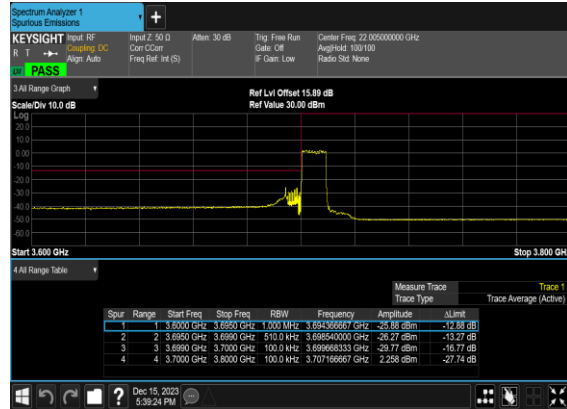 Spectrum Analyzer 1
Spurious Emissions
+
KEYSIGHT Input: RF Input Z: 50 Ω Atten: 30 dB Trig: Free Run Center Freq: 22.005000000 GHz
R T Coupling: DC Corr CCorr Gate: Off Avg|Hold: 100/100
Align: Auto Freq Ref: Int (S) IF Gain: Low Radio Std: None
PASS
3 All Range Graph Ref Lvl Offset 15.89 dB
Scale/Div 10.0 dB Ref Value 30.00 dBm
Log
20.0
10.0
0.00
-10.0
-20.0
-30.0
-40.0
-50.0
-60.0
Start 3.600 GHz Stop 3.800 GH
4 All Range Table
Measure Trace Trace 1
Trace Type Trace Average (Active)
Spur Range Start Freq Stop Freq RBW Frequency Amplitude ΔLimit
1 1 3.6000 GHz 3.6950 GHz 1.000 MHz 3.694366667 GHz -25.88 dBm -12.88 dB
2 2 3.6950 GHz 3.6990 GHz 510.0 kHz 3.698540000 GHz -26.27 dBm -13.27 dB
3 3 3.6990 GHz 3.7000 GHz 100.0 kHz 3.699668333 GHz -29.77 dBm -16.77 dB
4 4 3.7000 GHz 3.8000 GHz 100.0 kHz 3.707166667 GHz 2.258 dBm -27.74 dB
? Dec 15, 2023
5:39:24 PM